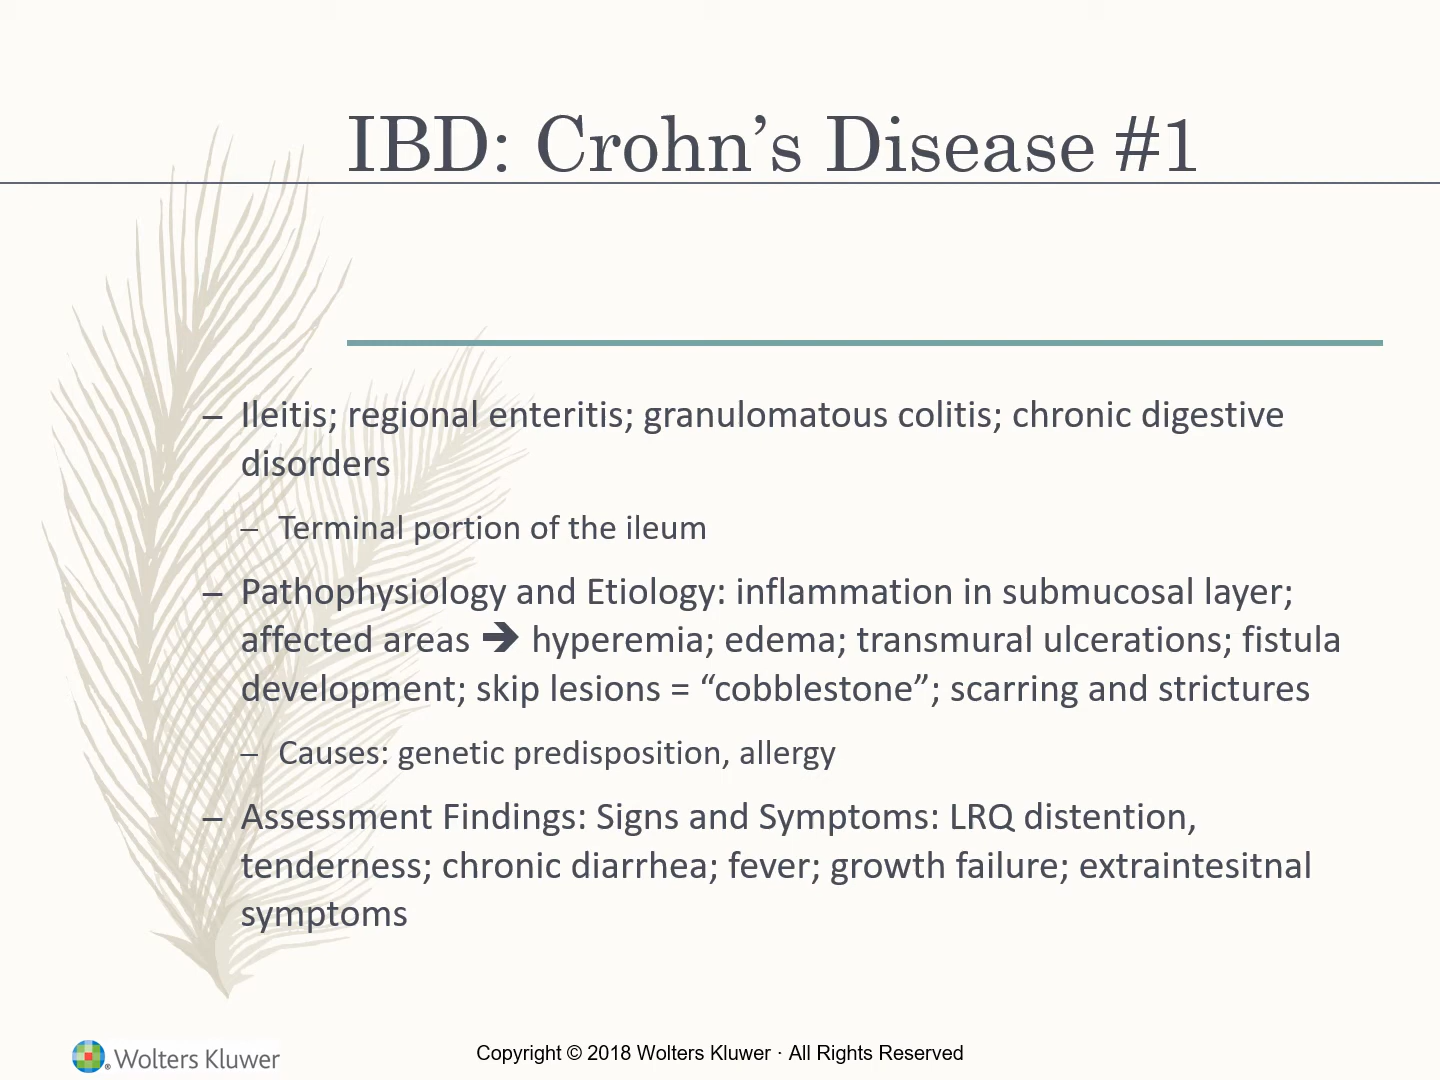 IBD: Crohn’s Disease #1
– Ileitis; regional enteritis; granulomatous colitis; chronic digestive
disorders
– Terminal portion of the ileum
– Pathophysiology and Etiology: inflammation in submucosal layer;
affected areas ➔ hyperemia; edema; transmural ulcerations; fistula
development; skip lesions = “cobblestone”; scarring and strictures
– Causes: genetic predisposition, allergy
– Assessment Findings: Signs and Symptoms: LRQ distention,
tenderness; chronic diarrhea; fever; growth failure; extraintesitnal
symptoms
Wolters Kluwer
Copyright © 2018 Wolters Kluwer · All Rights Reserved